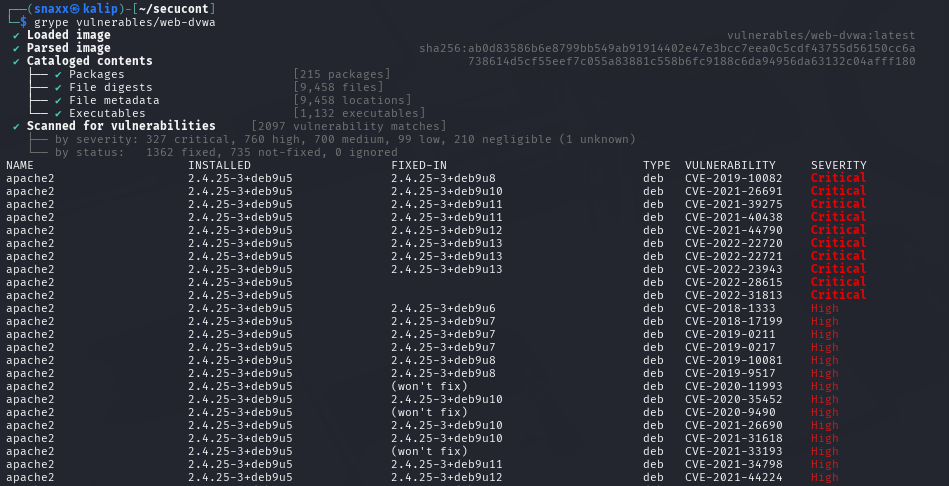 ┌──(snaxx㉿kalip)-[~/secucont]
└─$ grype vulnerables/web-dvwa
✔ Loaded image vulnerables/web-dvwa:latest
✔ Parsed image sha256:ab0d83586b6e8799bb549ab91914402e47e3bcc7eea0c5cdf43755d56150cc6a
✔ Cataloged contents 738614d5cf55eef7c055a83881c558b6fc9188c6da94956da63132c04afff180
├── ✔ Packages [215 packages]
├── ✔ File digests [9,458 files]
├── ✔ File metadata [9,458 locations]
└── ✔ Executables [1,132 executables]
✔ Scanned for vulnerabilities [2097 vulnerability matches]
├── by severity: 327 critical, 760 high, 700 medium, 99 low, 210 negligible (1 unknown)
└── by status: 1362 fixed, 735 not-fixed, 0 ignored
NAME INSTALLED FIXED-IN TYPE VULNERABILITY SEVERITY
apache2 2.4.25-3+deb9u5 2.4.25-3+deb9u8 deb CVE-2019-10082 Critical
apache2 2.4.25-3+deb9u5 2.4.25-3+deb9u10 deb CVE-2021-26691 Critical
apache2 2.4.25-3+deb9u5 2.4.25-3+deb9u11 deb CVE-2021-39275 Critical
apache2 2.4.25-3+deb9u5 2.4.25-3+deb9u11 deb CVE-2021-40438 Critical
apache2 2.4.25-3+deb9u5 2.4.25-3+deb9u12 deb CVE-2021-44790 Critical
apache2 2.4.25-3+deb9u5 2.4.25-3+deb9u13 deb CVE-2022-22720 Critical
apache2 2.4.25-3+deb9u5 2.4.25-3+deb9u13 deb CVE-2022-22721 Critical
apache2 2.4.25-3+deb9u5 2.4.25-3+deb9u13 deb CVE-2022-23943 Critical
apache2 2.4.25-3+deb9u5 deb CVE-2022-28615 Critical
apache2 2.4.25-3+deb9u5 deb CVE-2022-31813 Critical
apache2 2.4.25-3+deb9u5 2.4.25-3+deb9u6 deb CVE-2018-1333 High
apache2 2.4.25-3+deb9u5 2.4.25-3+deb9u7 deb CVE-2018-17199 High
apache2 2.4.25-3+deb9u5 2.4.25-3+deb9u7 deb CVE-2019-0211 High
apache2 2.4.25-3+deb9u5 2.4.25-3+deb9u7 deb CVE-2019-0217 High
apache2 2.4.25-3+deb9u5 2.4.25-3+deb9u8 deb CVE-2019-10081 High
apache2 2.4.25-3+deb9u5 2.4.25-3+deb9u8 deb CVE-2019-9517 High
apache2 2.4.25-3+deb9u5 (won't fix) deb CVE-2020-11993 High
apache2 2.4.25-3+deb9u5 2.4.25-3+deb9u10 deb CVE-2020-35452 High
apache2 2.4.25-3+deb9u5 (won't fix) deb CVE-2020-9490 High
apache2 2.4.25-3+deb9u5 2.4.25-3+deb9u10 deb CVE-2021-26690 High
apache2 2.4.25-3+deb9u5 2.4.25-3+deb9u10 deb CVE-2021-31618 High
apache2 2.4.25-3+deb9u5 (won't fix) deb CVE-2021-33193 High
apache2 2.4.25-3+deb9u5 2.4.25-3+deb9u11 deb CVE-2021-34798 High
apache2 2.4.25-3+deb9u5 2.4.25-3+deb9u12 deb CVE-2021-44224 High